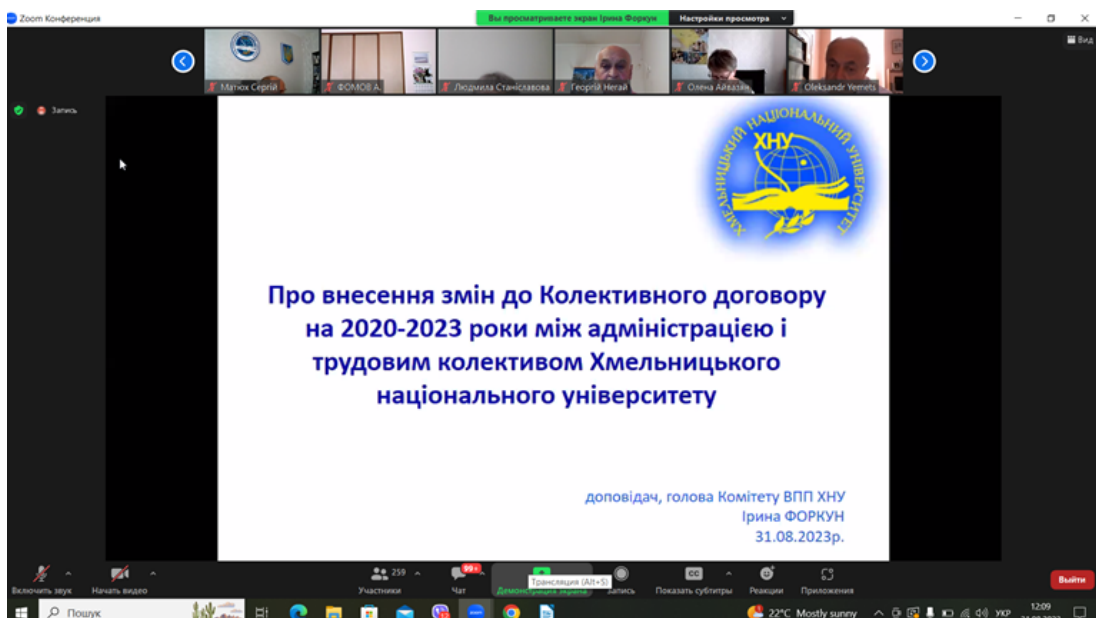 Zoom Конференция
Вы просматриваете экран Ірина Форкун
Настройки просмотра
Вид
Матюх Сергій
ФОМОВ А.
Людмила Станіславова
Георгій Негай
Олена Айвазян
Oleksandr Yemets
Запись
ХМЕЛЬНИЦЬКИЙ НАЦІОНАЛЬНИЙ УНІВЕРСИТЕТ
ХНУ
Про внесення змін до Колективного договору
на 2020-2023 роки між адміністрацією і
трудовим колективом Хмельницького
національного університету
доповідач, голова Комітету ВПП ХНУ
Ірина ФОРКУН
31.08.2023р.
259
99+
CC
Включить звук
Начать видео
Участники
Чат
Демонстрация экрана
Трансляция (Alt+S)
Запись
Показать субтитры
Реакции
Приложения
Выйти
Пошук
22°C Mostly sunny
УКР
12:09